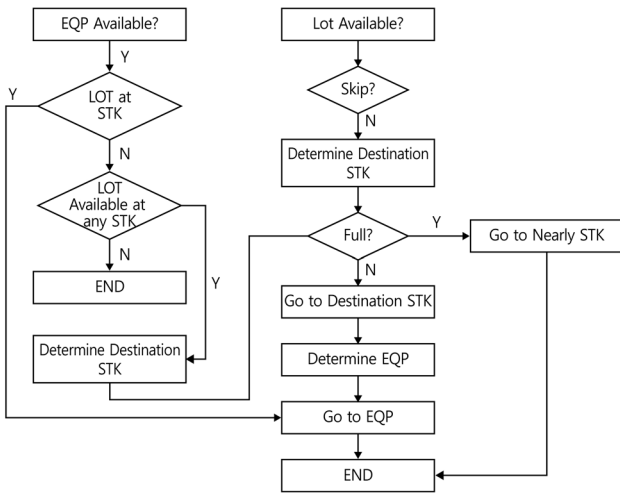 EQP Available?
Y
Y
LOT at
STK
N
LOT
Available at
any STK
N
END
Y
Determine Destination
STK
Lot Available?
Skip?
N
Determine Destination
STK
Full?
Y
Go to Nearly STK
N
Go to Destination STK
Determine EQP
Go to EQP
END